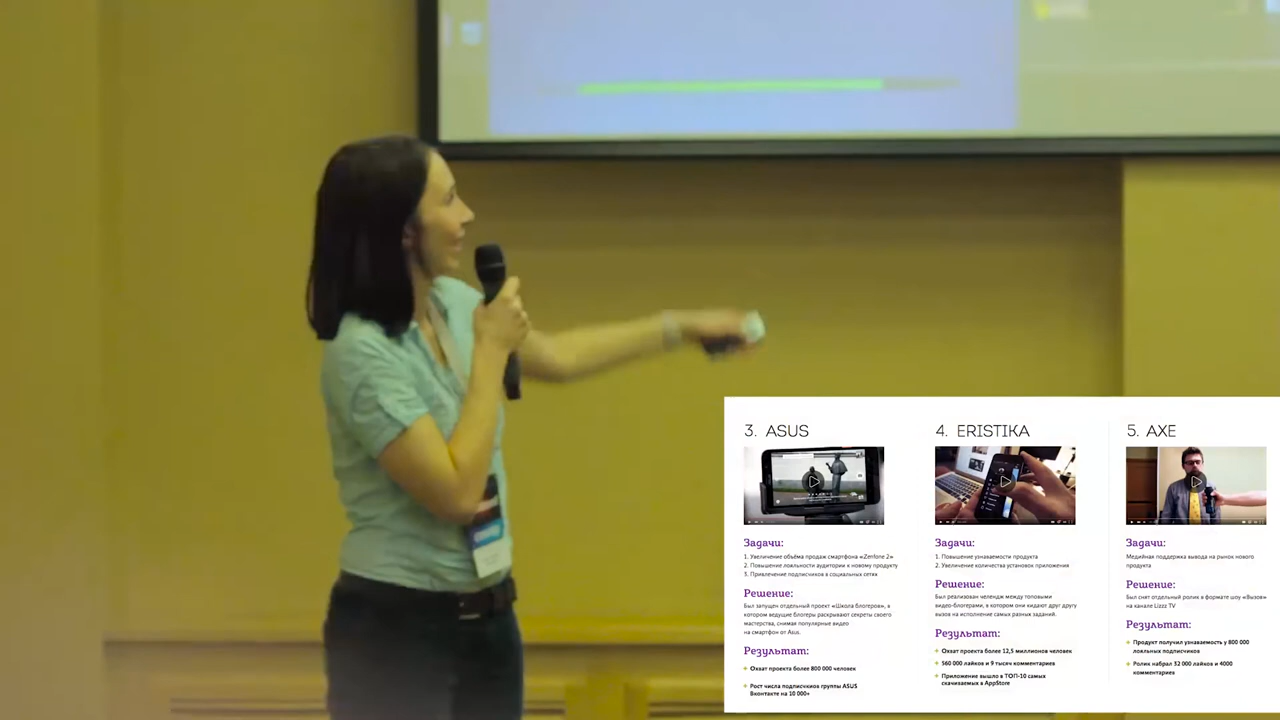 3. ASUS
Задачи:
1. Увеличение объёма продаж смартфона «Zenfone 2»
2. Повышение лояльности аудитории к новому продукту
3. Привлечение подписчиков в социальных сетях
Решение:
Был запущен отдельный проект «Школа блогеров», в
котором ведущие блогеры раскрывают секреты своего
мастерства, снимая популярные видео
на смартфон от Asus.
Результат:
Охват проекта более 800 000 человек
Рост числа подписчкиов группы ASUS
Вконтакте на 10 000+
4. ERISTIKA
Задачи:
1. Повышение узнаваемости продукта
2. Увеличение количества установок приложения
Решение:
Был реализован челендж между топовыми
видео-блогерами, в котором они кидают друг другу
вызов на исполнение самых разных заданий.
Результат:
Охват проекта более 12,5 миллионов человек
560 000 лайков и 9 тысяч комментариев
Приложение вышло в ТОП-10 самых
скачиваемых в AppStore
5. AXE
Задачи:
Медийная поддержка вывода на рынок нового
продукта
Решение:
Был снят отдельный ролик в формате шоу «Вызов»
на канале Lizzz TV
Результат:
Продукт получил узнаваемость у 800 000
лояльных подписчиков
Ролик набрал 32 000 лайков и 4000
комментариев